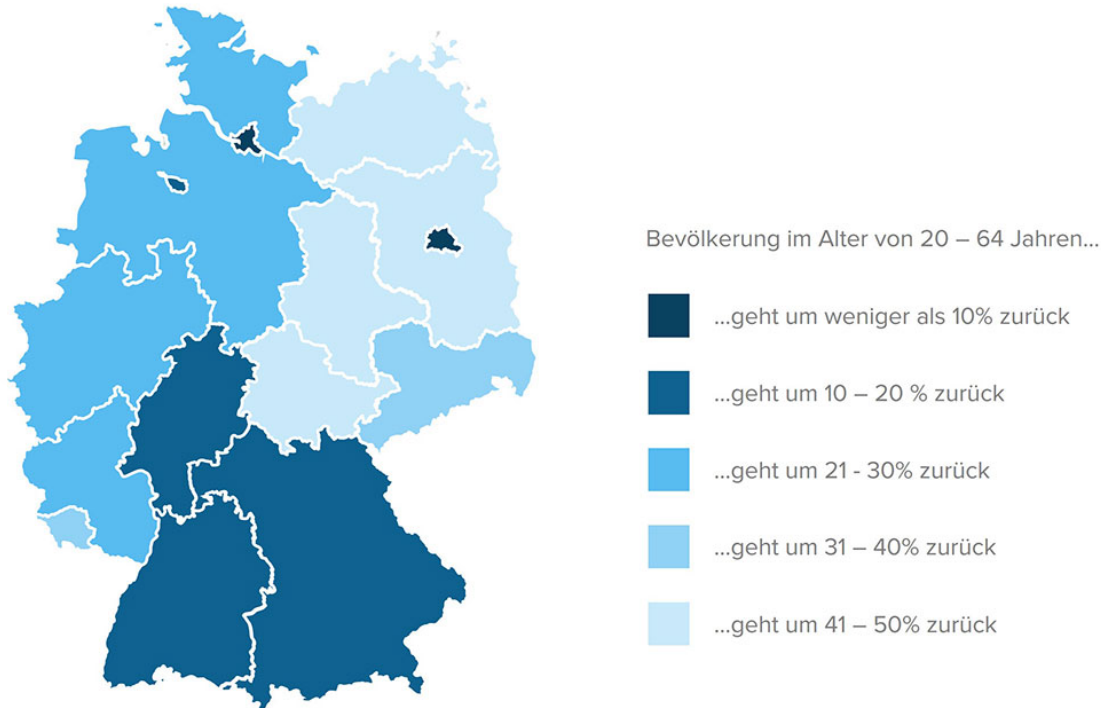 Bevölkerung im Alter von 20 – 64 Jahren...
...geht um weniger als 10% zurück
...geht um 10 – 20 % zurück
...geht um 21 - 30% zurück
...geht um 31 – 40% zurück
...geht um 41 – 50% zurück